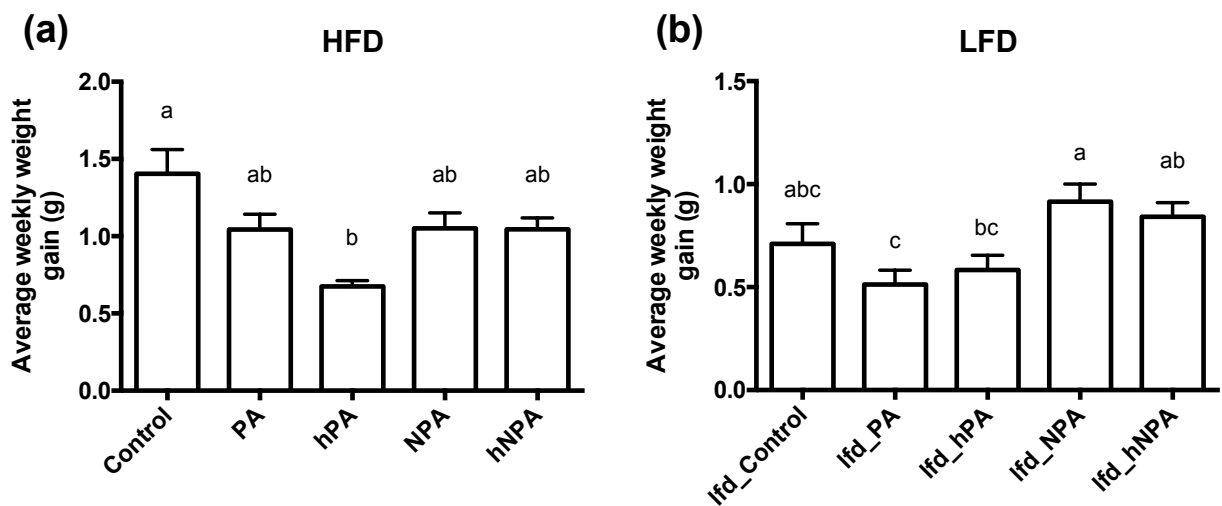 (a)
HFD
Average weekly weight
gain (g)
2.0
1.5
1.0
0.5
0.0
a
ab
b
ab
ab
Control
PA
hPA
NPA
hNPA
(b)
LFD
Average weekly weight
gain (g)
1.5
1.0
0.5
0.0
abc
c
bc
a
ab
lfd_Control
lfd_PA
lfd_hPA
lfd_NPA
lfd_hNPA